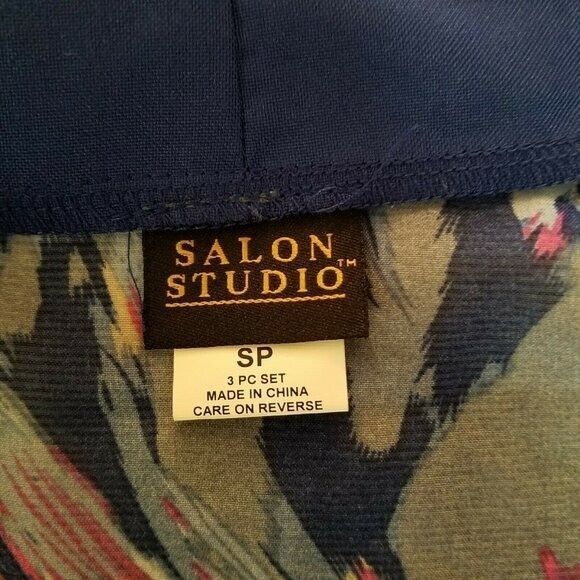 SALON
STUDIO™
SP
3 PC SET
MADE IN CHINA
CARE ON REVERSE